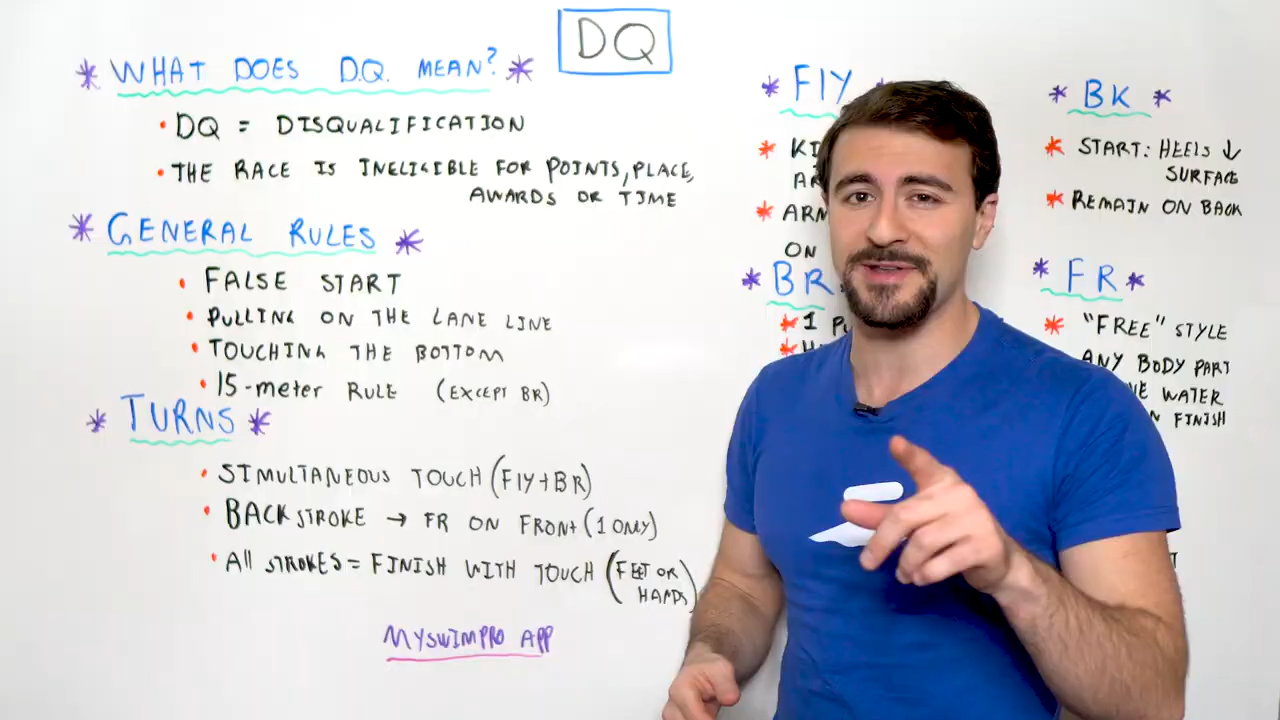 DQ
* WHAT DOES D.Q. MEAN? *
• DQ = DISQUALIFICATION
• THE RACE IS INELIGIBLE FOR POINTS, PLACE,
AWARDS OR TIME
* GENERAL RULES *
• FALSE START
• PULLING ON THE LANE LINE
• TOUCHING THE BOTTOM
• 15-meter RULE (EXCEPT BR)
* TURNS *
• SIMULTANEOUS TOUCH (FLY + BR)
• BACKSTROKE → FR ON FRONT (1 ONLY)
• All STROKES = FINISH WITH TOUCH (FEET OR
HANDS)
MYSWIMPRO APP
* FLY
ON
* BR
* 1
* BK *
* START: HEELS ↓
SURFACE
* REMAIN ON BACK
* FR *
* "FREE" STYLE
ANY BODY PART
WATER
FINISH